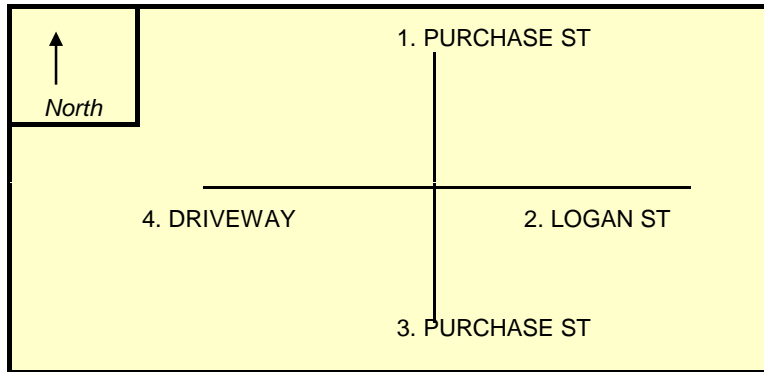 1. PURCHASE ST
North
4. DRIVEWAY
2. LOGAN ST
3. PURCHASE ST